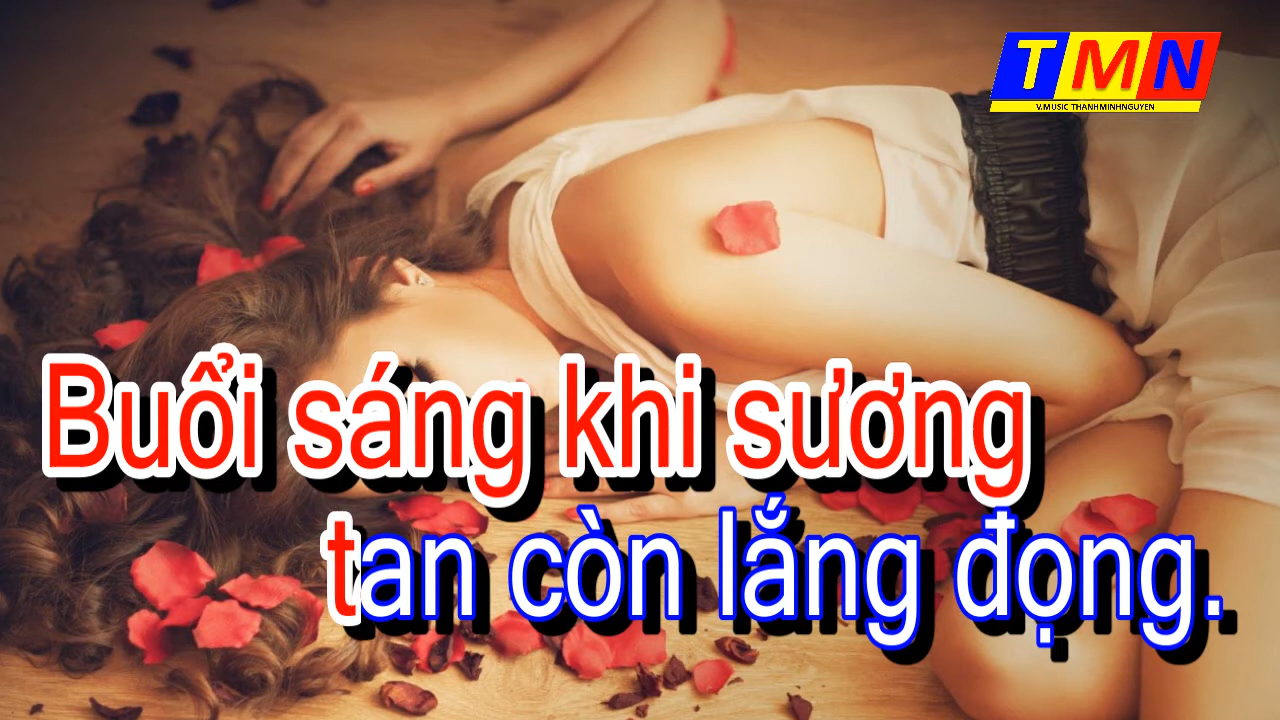 TMN
V.MUSIC THANHMINHNGUYEN
Buổi sáng khi sương
tan còn lắng đọng.